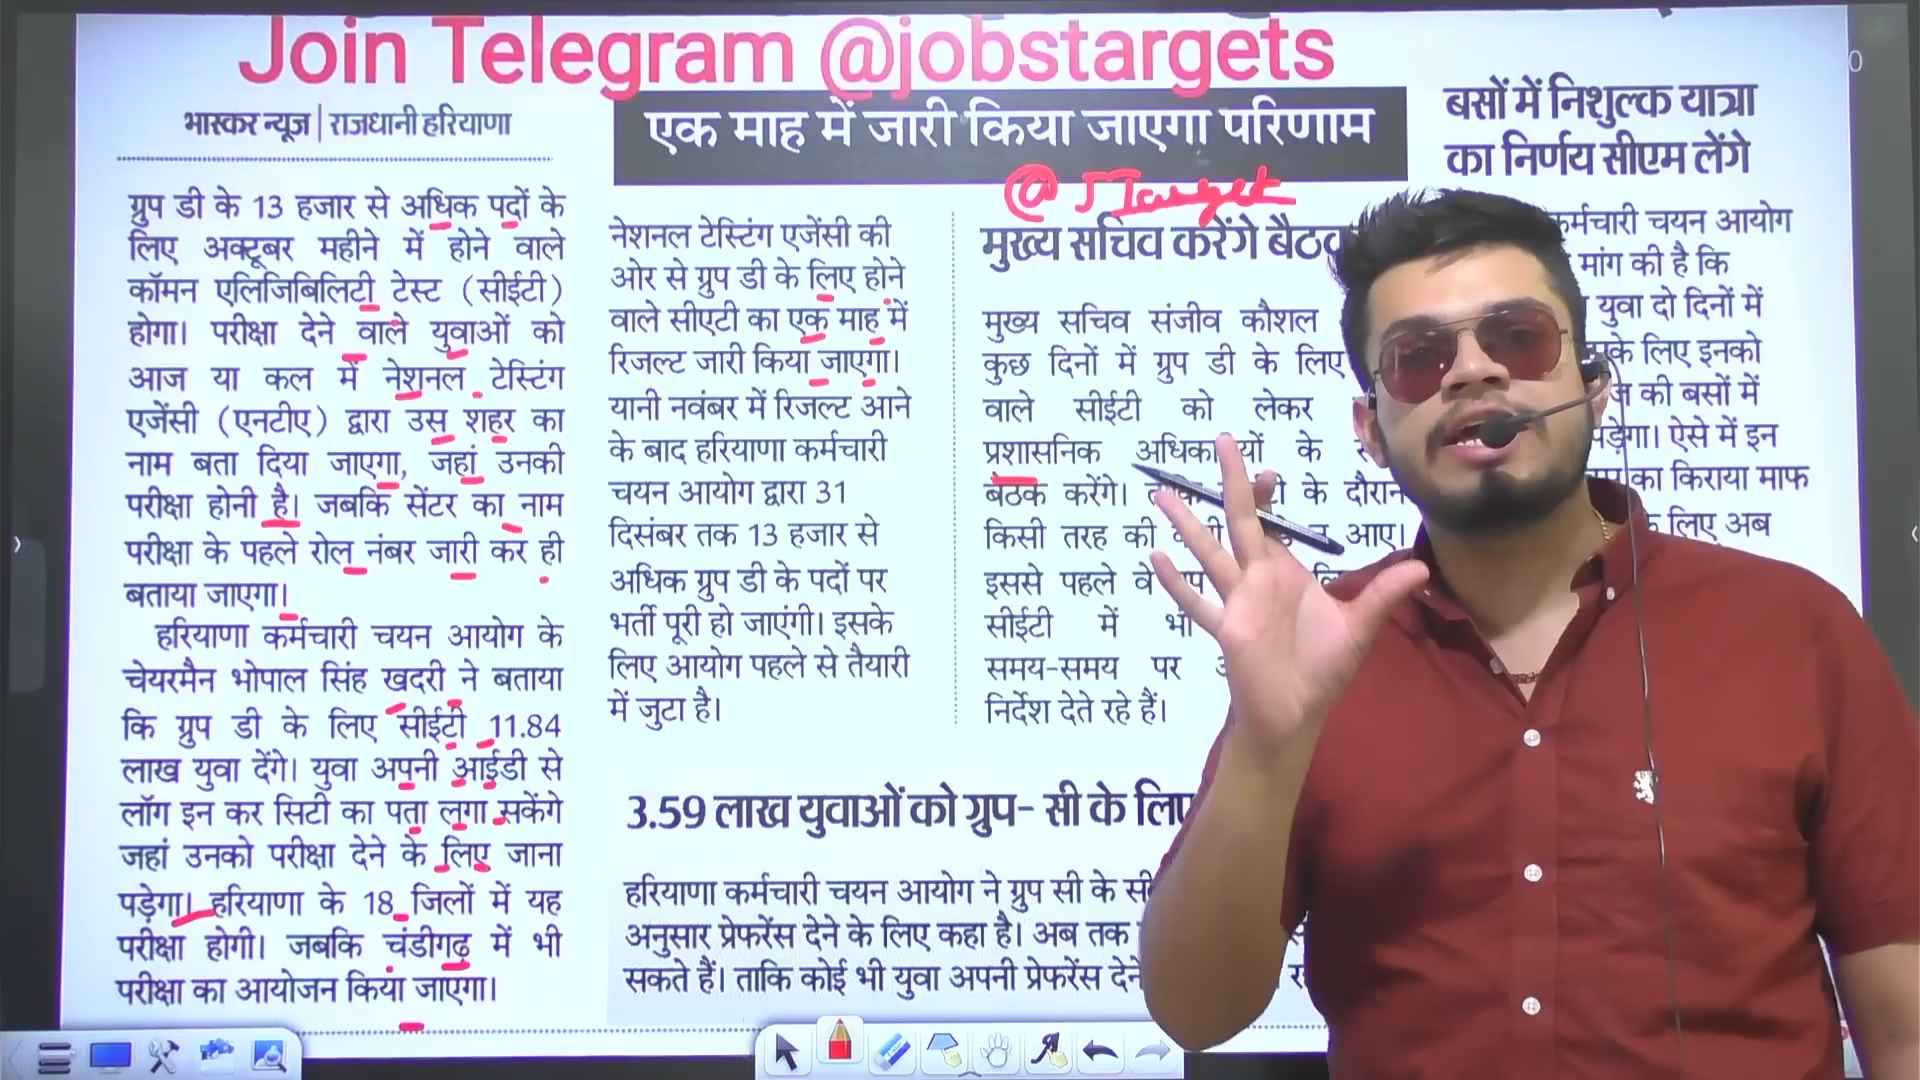 Join Telegram @jobstargets
भास्कर न्यूज | राजधानी हरियाणा
ग्रुप डी के 13 हजार से अधिक पदों के
लिए अक्टूबर महीने में होने वाले
कॉमन एलिजिबिलिटी टेस्ट (सीईटी)
होगा। परीक्षा देने वाले युवाओं को
आज या कल में नेशनल टेस्टिंग
एजेंसी (एनटीए) द्वारा उस शहर का
नाम बता दिया जाएगा, जहां उनकी
परीक्षा होनी है। जबकि सेंटर का नाम
परीक्षा के पहले रोल नंबर जारी कर ही
बताया जाएगा।
हरियाणा कर्मचारी चयन आयोग के
चेयरमैन भोपाल सिंह खदरी ने बताया
कि ग्रुप डी के लिए सीईटी 11.84
लाख युवा देंगे। युवा अपनी आईडी से
लॉग इन कर सिटी का पता लगा सकेंगे
जहां उनको परीक्षा देने के लिए जाना
पड़ेगा। हरियाणा के 18 जिलों में यह
परीक्षा होगी। जबकि चंडीगढ़ में भी
परीक्षा का आयोजन किया जाएगा।
एक माह में जारी किया जाएगा परिणाम
@JTarget
नेशनल टेस्टिंग एजेंसी की
ओर से ग्रुप डी के लिए होने
वाले सीएटी का एक माह में
रिजल्ट जारी किया जाएगा।
यानी नवंबर में रिजल्ट आने
के बाद हरियाणा कर्मचारी
चयन आयोग द्वारा 31
दिसंबर तक 13 हजार से
अधिक ग्रुप डी के पदों पर
भर्ती पूरी हो जाएंगी। इसके
लिए आयोग पहले से तैयारी
में जुटा है।
मुख्य सचिव करेंगे
मुख्य सचिव संजीव कौशल
कुछ दिनों में ग्रुप डी के लिए
वाले सीईटी को लेकर
प्रशासनिक के
बैठक करेंगे। के दौरान
किसी तरह की आए।
इससे पहले वे
सीईटी में
समय-समय पर
निर्देश देते रहे हैं।
3.59 लाख युवाओं को ग्रुप- सी के
हरियाणा कर्मचारी चयन आयोग ने ग्रुप सी के
अनुसार प्रेफरेंस देने के लिए कहा है। अब तक
सकते हैं। ताकि कोई भी युवा अपनी प्रेफरेंस
बसों में निशुल्क यात्रा
का निर्णय सीएम लेंगे
चयन आयोग
मांग की है कि
युवा दो दिनों में
के लिए इनको
की बसों में
पड़ेगा। ऐसे में इन
का किराया माफ
लिए अब